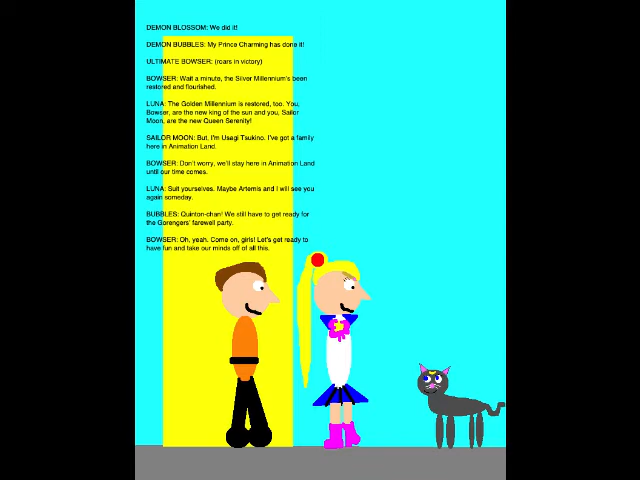 DEMON BLOSSOM: We did it!
DEMON BUBBLES: My Prince Charming has done it!
ULTIMATE BOWSER: (roars in victory)
BOWSER: Wait a minute, the Silver Millennium's been
restored and flourished.
LUNA: The Golden Millennium is restored, too. You,
Bowser, are the new king of the sun and you, Sailor
Moon, are the new Queen Serenity!
SAILOR MOON: But, I'm Usagi Tsukino. I've got a family
here in Animation Land.
BOWSER: Don't worry, we'll stay here in Animation Land
until our time comes.
LUNA: Suit yourselves. Maybe Artemis and I will see you
again someday.
BUBBLES: Quinton-chan! We still have to get ready for
the Gorengers' farewell party.
BOWSER: Oh, yeah. Come on, girls! Let's get ready to
have fun and take our minds off of all this.